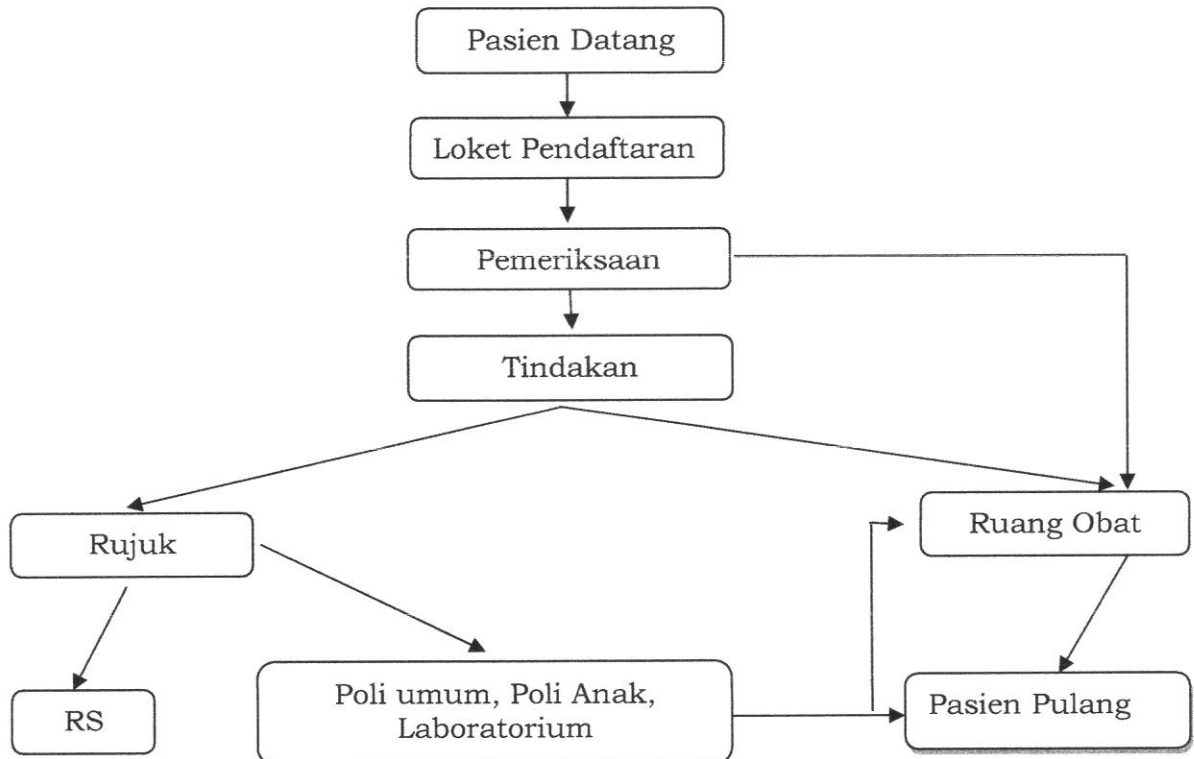 Pasien Datang
Loket Pendaftaran
Pemeriksaan
Tindakan
Rujuk
Ruang Obat
RS
Poli umum, Poli Anak,
Laboratorium
Pasien Pulang